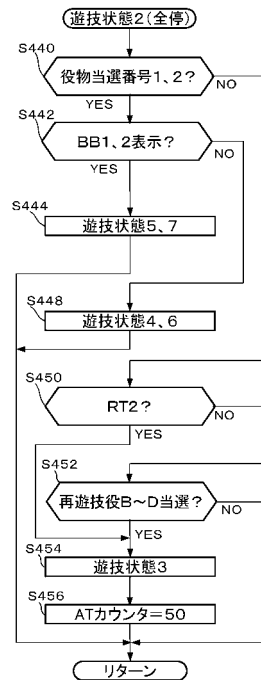 遊技状態2(全停)
S440
役物当選番号1、2?
NO
YES
S442
BB1、2表示?
NO
YES
S444
遊技状態5、7
S448
遊技状態4、6
S450
RT2?
NO
YES
S452
再遊技役B~D当選?
NO
YES
S454
遊技状態3
S456
ATカウンタ=50
リターン